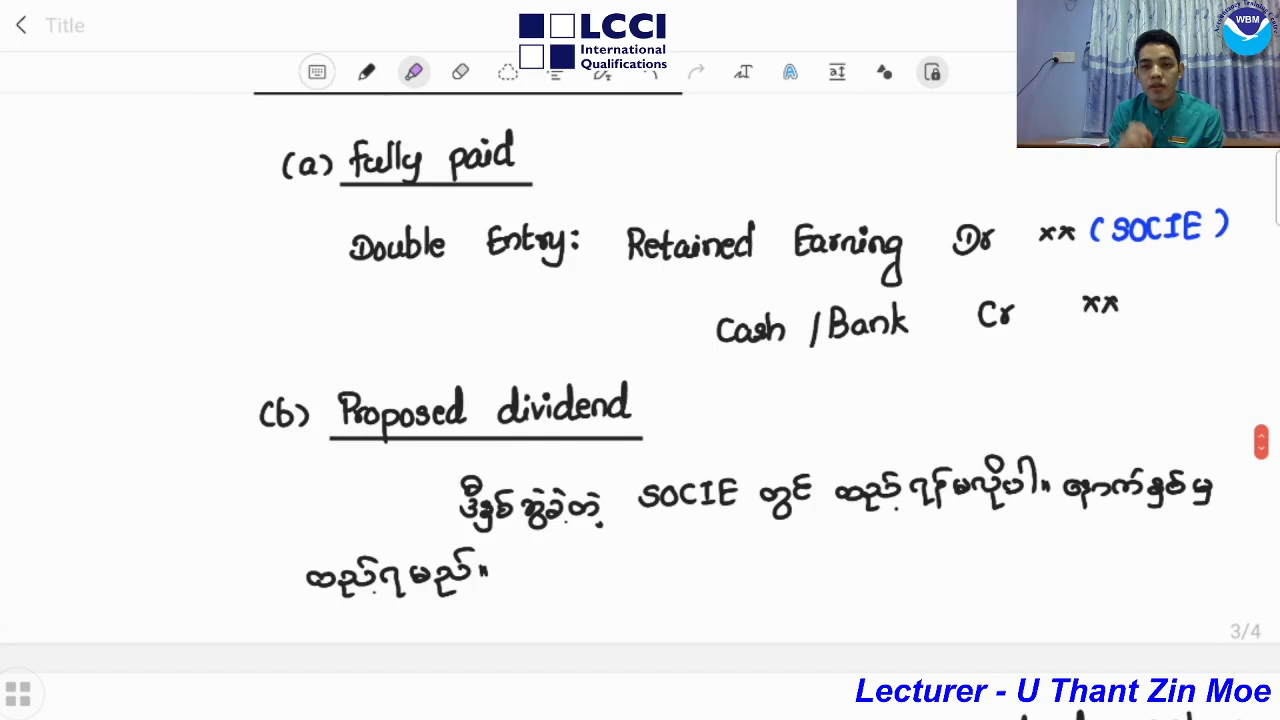 Title
LCCI
International
Qualifications
WBM
(a) fully paid
Double Entry: Retained Earning Dr ** (SOCIE)
Cash /Bank Cr **
(b) Proposed dividend
ဒီနှစ်အွဲခဲ့တဲ့ SOCIE တွင် ထည့်ရန်မလိုပါ။ နောက်နှစ်မှ
ထည့်ရမည်။
3/4
Lecturer - U Thant Zin Moe